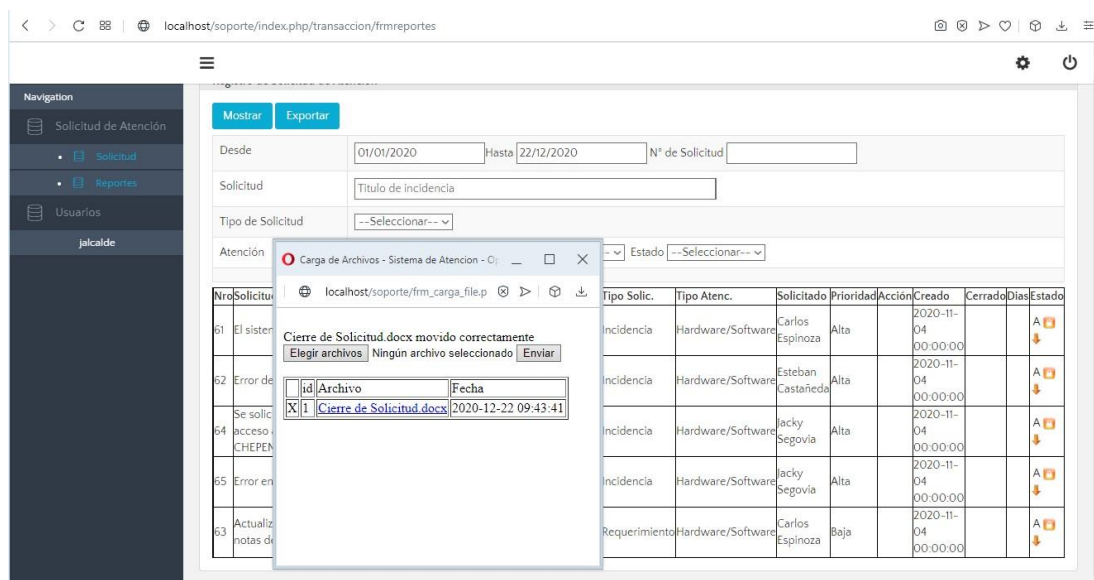 localhost/soporte/index.php/transaccion/frmreportes
Navigation
Solicitud de Atención
Solicitud
Reportes
Usuarios
jalcalde
Registro de Solicitud de Atención
Mostrar Exportar
Desde 01/01/2020 Hasta 22/12/2020 N° de Solicitud
Solicitud Titulo de incidencia
Tipo de Solicitud --Seleccionar--
Atención Estado --Seleccionar--
Carga de Archivos - Sistema de Atencion - O
localhost/soporte/frm_carga_file.p
Cierre de Solicitud.docx movido correctamente
Elegir archivos Ningún archivo seleccionado Enviar
id Archivo Fecha
X 1 Cierre de Solicitud.docx 2020-12-22 09:43:41
Nro Tipo Solic. Tipo Atenc. Solicitado Prioridad Acción Creado Cerrado Dias Estado
61 El Incidencia Hardware/Software Carlos Espinoza Alta 2020-11-04 00:00:00 A
62 Error Incidencia Hardware/Software Esteban Castañeda Alta 2020-11-04 00:00:00 A
64 Se acceso CHEPEN Incidencia Hardware/Software Jacky Segovia Alta 2020-11-04 00:00:00 A
65 Error en Incidencia Hardware/Software Jacky Segovia Alta 2020-11-04 00:00:00 A
63 notas Requerimiento Hardware/Software Carlos Espinoza Baja 2020-11-04 00:00:00 A